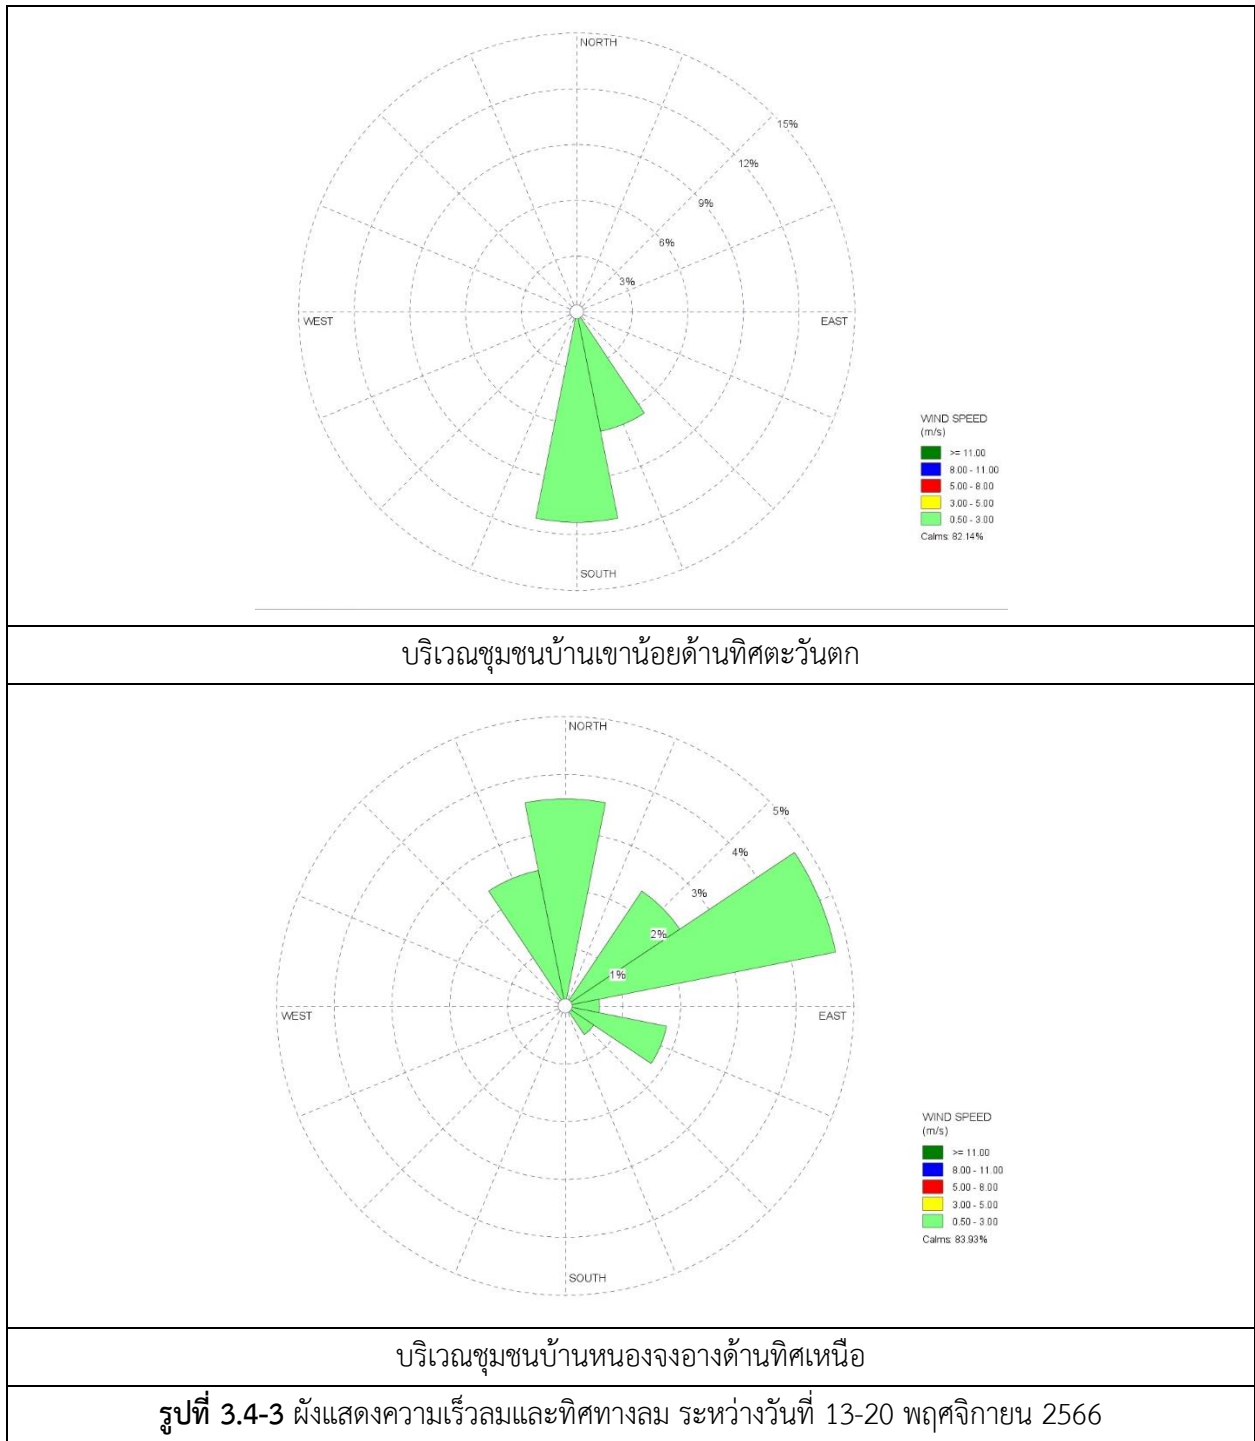 NORTH
15%
12%
9%
6%
3%
WEST
EAST
WIND SPEED
(m/s)
>= 11.00
8.00 - 11.00
5.00 - 8.00
3.00 - 5.00
0.50 - 3.00
Calms: 82.14%
SOUTH
บริเวณชุมชนบ้านเขาน้อยด้านทิศตะวันตก
NORTH
5%
4%
3%
2%
1%
WEST
EAST
WIND SPEED
(m/s)
>= 11.00
8.00 - 11.00
5.00 - 8.00
3.00 - 5.00
0.50 - 3.00
Calms: 83.93%
SOUTH
บริเวณชุมชนบ้านหนองจงอางด้านทิศเหนือ
รูปที่ 3.4-3 ผังแสดงความเร็วลมและทิศทางลม ระหว่างวันที่ 13-20 พฤศจิกายน 2566